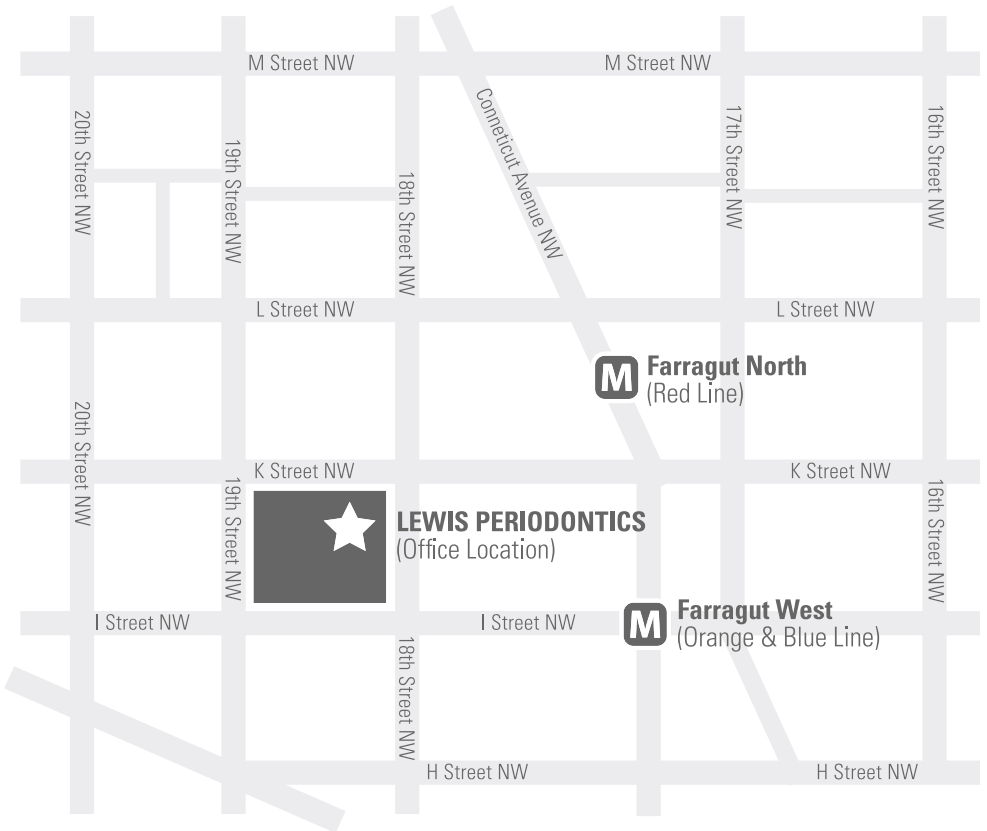 M Street NW
M Street NW
20th Street NW
19th Street NW
18th Street NW
Conneticut Avenue NW
17th Street NW
16th Street NW
L Street NW
L Street NW
M
Farragut North
(Red Line)
20th Street NW
K Street NW
K Street NW
19th Street NW
LEWIS PERIODONTICS
(Office Location)
16th Street NW
I Street NW
I Street NW
M
Farragut West
(Orange & Blue Line)
18th Street NW
H Street NW
H Street NW